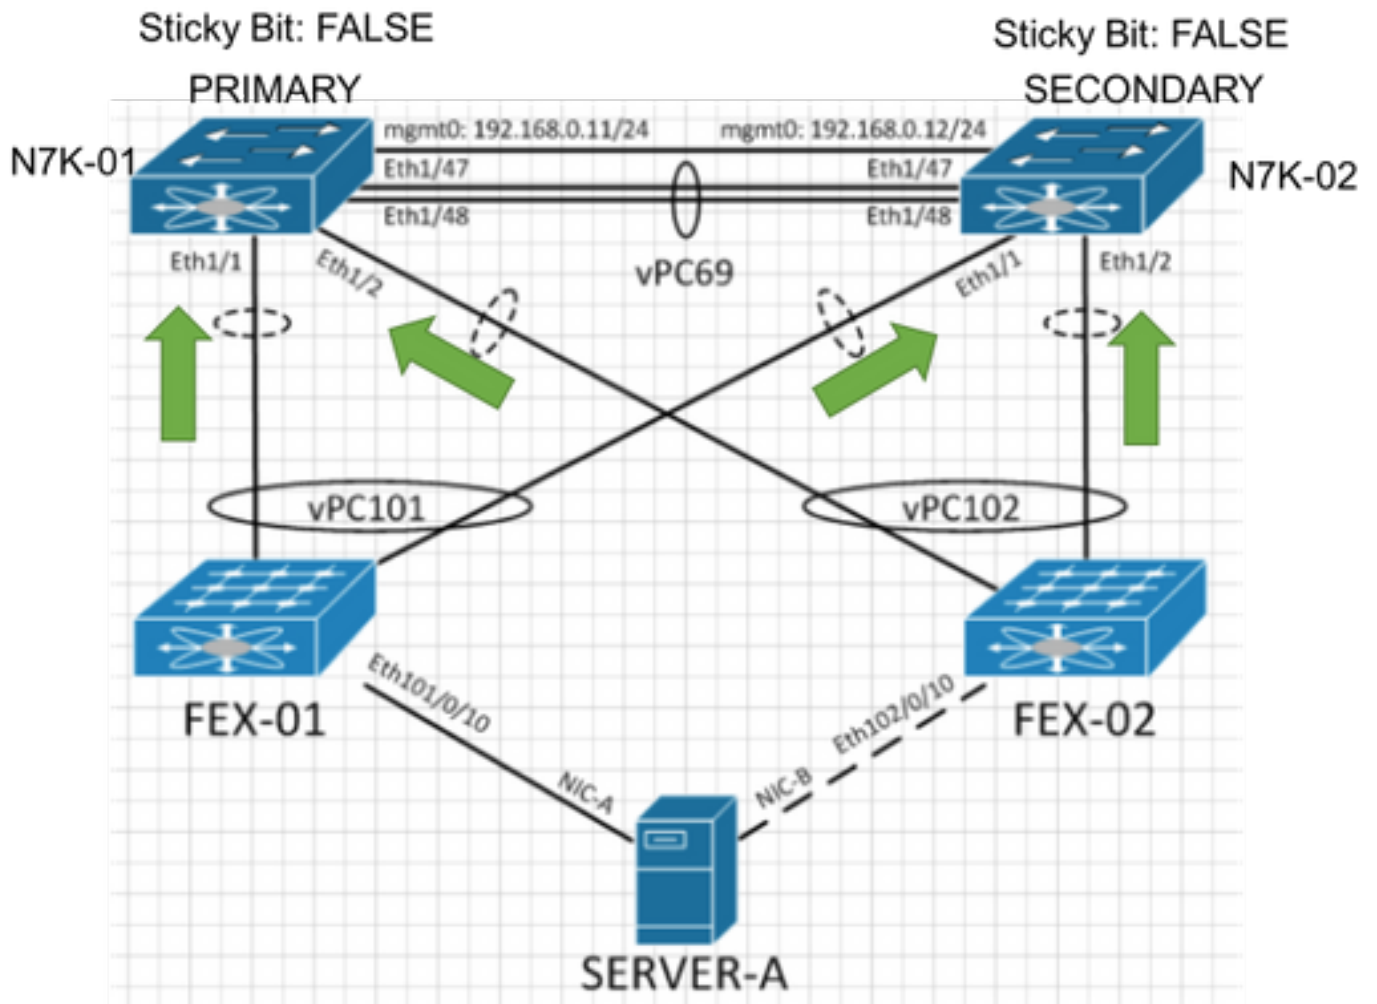 Sticky Bit: FALSE
Sticky Bit: FALSE
PRIMARY
SECONDARY
mgmt0: 192.168.0.11/24
mgmt0: 192.168.0.12/24
N7K-01
Eth1/47
Eth1/47
N7K-02
Eth1/48
Eth1/48
Eth1/1
Eth1/2
vPC69
Eth1/1
Eth1/2
vPC101
vPC102
Eth101/0/10
Eth102/0/10
FEX-01
FEX-02
NIC-A
NIC-B
SERVER-A